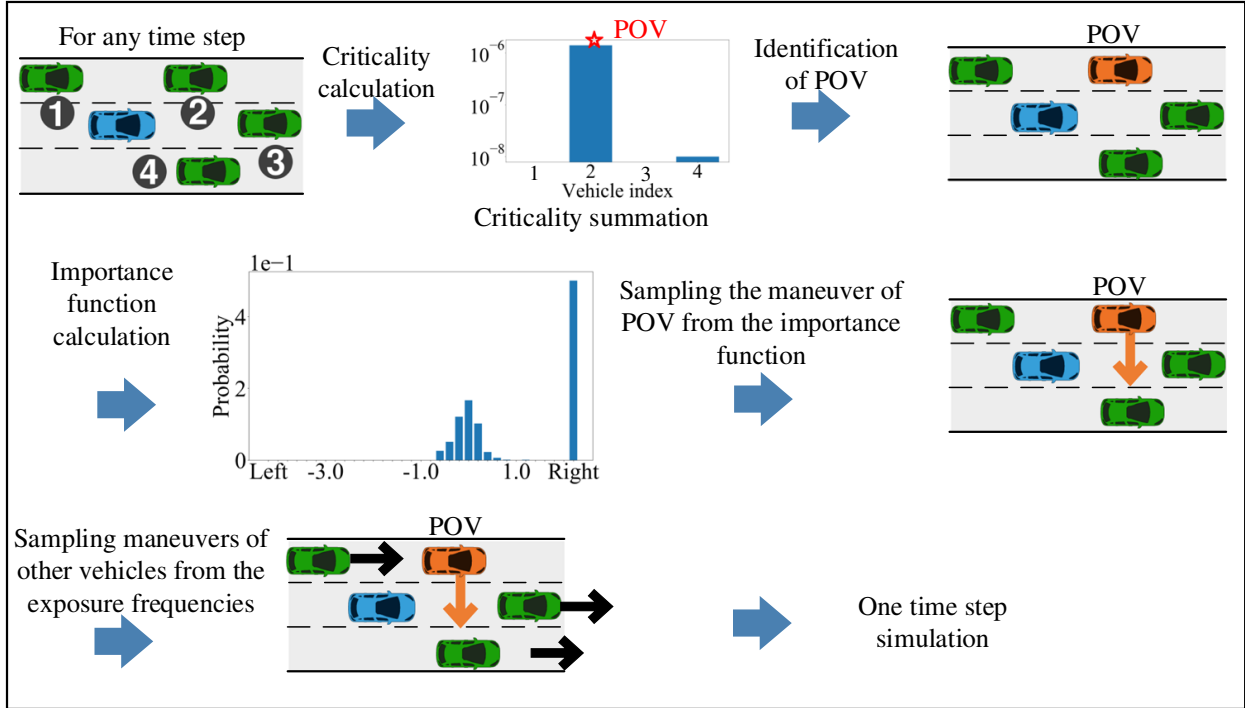 For any time step
1
2
3
4
Criticality
calculation
POV
10−6
10−7
10−8
1 2 3 4
Vehicle index
Criticality summation
Identification
of POV
POV
Importance
function
calculation
1e−1
Probability
4
2
0
Left -3.0 -1.0 1.0 Right
Sampling the maneuver of
POV from the importance
function
POV
Sampling maneuvers of
other vehicles from the
exposure frequencies
POV
One time step
simulation